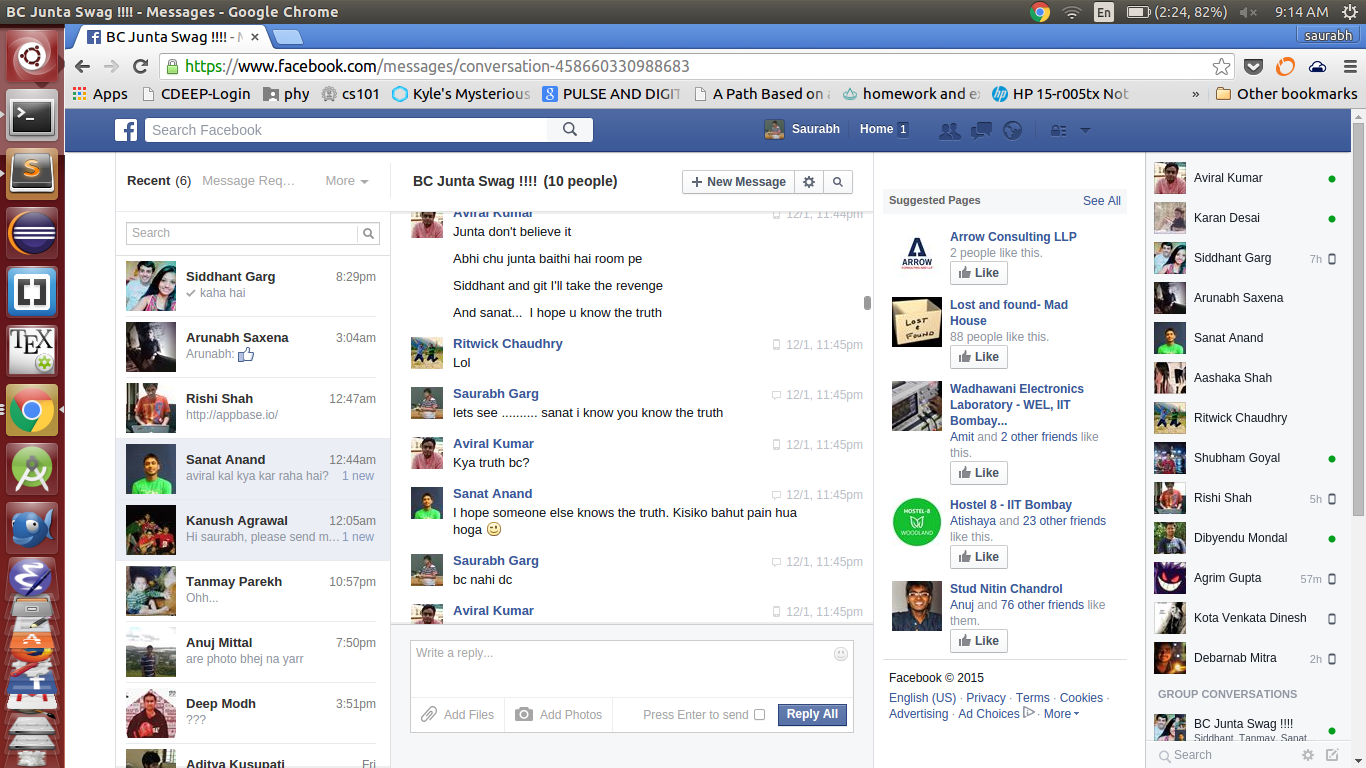 BC Junta Swag !!!! - Messages - Google Chrome
En (2:24, 82%) 9:14 AM
BC Junta Swag !!!! -
saurabh
https://www.facebook.com/messages/conversation-458660330988683
Apps CDEEP-Login phy cs101 Kyle's Mysterious PULSE AND DIGIT A Path Based on homework and HP 15-r005tx Not » Other bookmarks
Search Facebook
Saurabh Home 1
Recent (6) Message Req… More
Search
Siddhant Garg 8:29pm
kaha hai
Arunabh Saxena 3:04am
Arunabh:
Rishi Shah 12:47am
http://appbase.io/
Sanat Anand 12:44am
aviral kal kya kar raha hai? 1 new
Kanush Agrawal 12:05am
Hi saurabh, please send m… 1 new
Tanmay Parekh 10:57pm
Ohh...
Anuj Mittal 7:50pm
are photo bhej na yarr
Deep Modh 3:51pm
???
Aditya Kusupati Fri
BC Junta Swag !!!! (10 people)
+ New Message
Aviral Kumar 12/1, 11:44pm
Junta don't believe it
Abhi chu junta baithi hai room pe
Siddhant and git I'll take the revenge
And sanat... I hope u know the truth
Ritwick Chaudhry 12/1, 11:45pm
Lol
Saurabh Garg 12/1, 11:45pm
lets see .......... sanat i know you know the truth
Aviral Kumar 12/1, 11:45pm
Kya truth bc?
Sanat Anand 12/1, 11:45pm
I hope someone else knows the truth. Kisiko bahut pain hua
hoga
Saurabh Garg 12/1, 11:45pm
bc nahi dc
Aviral Kumar 12/1, 11:45pm
Write a reply...
Add Files Add Photos Press Enter to send Reply All
Suggested Pages See All
Arrow Consulting LLP
2 people like this.
Like
ARROW
Lost and found- Mad
House
88 people like this.
Like
LOST
&
FOUND
Wadhawani Electronics
Laboratory - WEL, IIT
Bombay...
Amit and 2 other friends like
this.
Like
Hostel 8 - IIT Bombay
Atishaya and 23 other friends
like this.
Like
HOSTEL-8
WOODLAND
Stud Nitin Chandrol
Anuj and 76 other friends like
them.
Like
Facebook © 2015
English (US) · Privacy · Terms · Cookies ·
Advertising · Ad Choices · More
Aviral Kumar
Karan Desai
Siddhant Garg 7h
Arunabh Saxena
Sanat Anand
Aashaka Shah
Ritwick Chaudhry
Shubham Goyal
Rishi Shah 5h
Dibyendu Mondal
Agrim Gupta 57m
Kota Venkata Dinesh
Debarnab Mitra 2h
GROUP CONVERSATIONS
BC Junta Swag !!!!
Siddhant, Tanmay, Sanat
Search
TEX